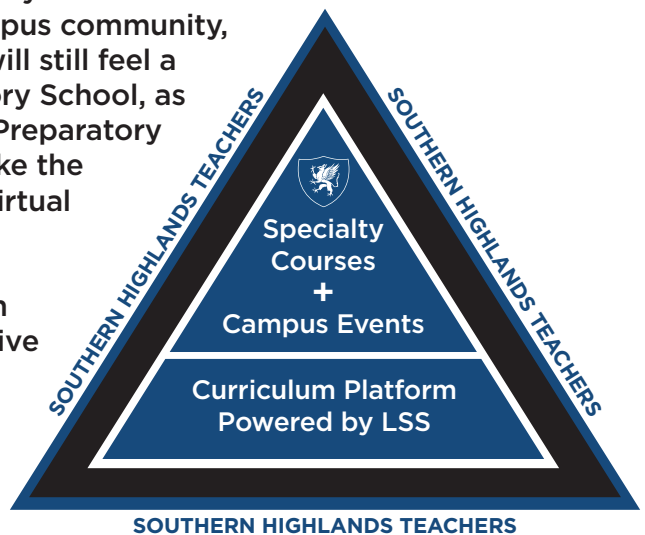 pus community,
ill still feel a
ory School, as
Preparatory
ke the
irtual
ive
SOUTHERN HIGHLANDS TEACHERS
SOUTHERN HIGHLANDS TEACHERS
Specialty
Courses
+
Campus Events
Curriculum Platform
Powered by LSS
SOUTHERN HIGHLANDS TEACHERS